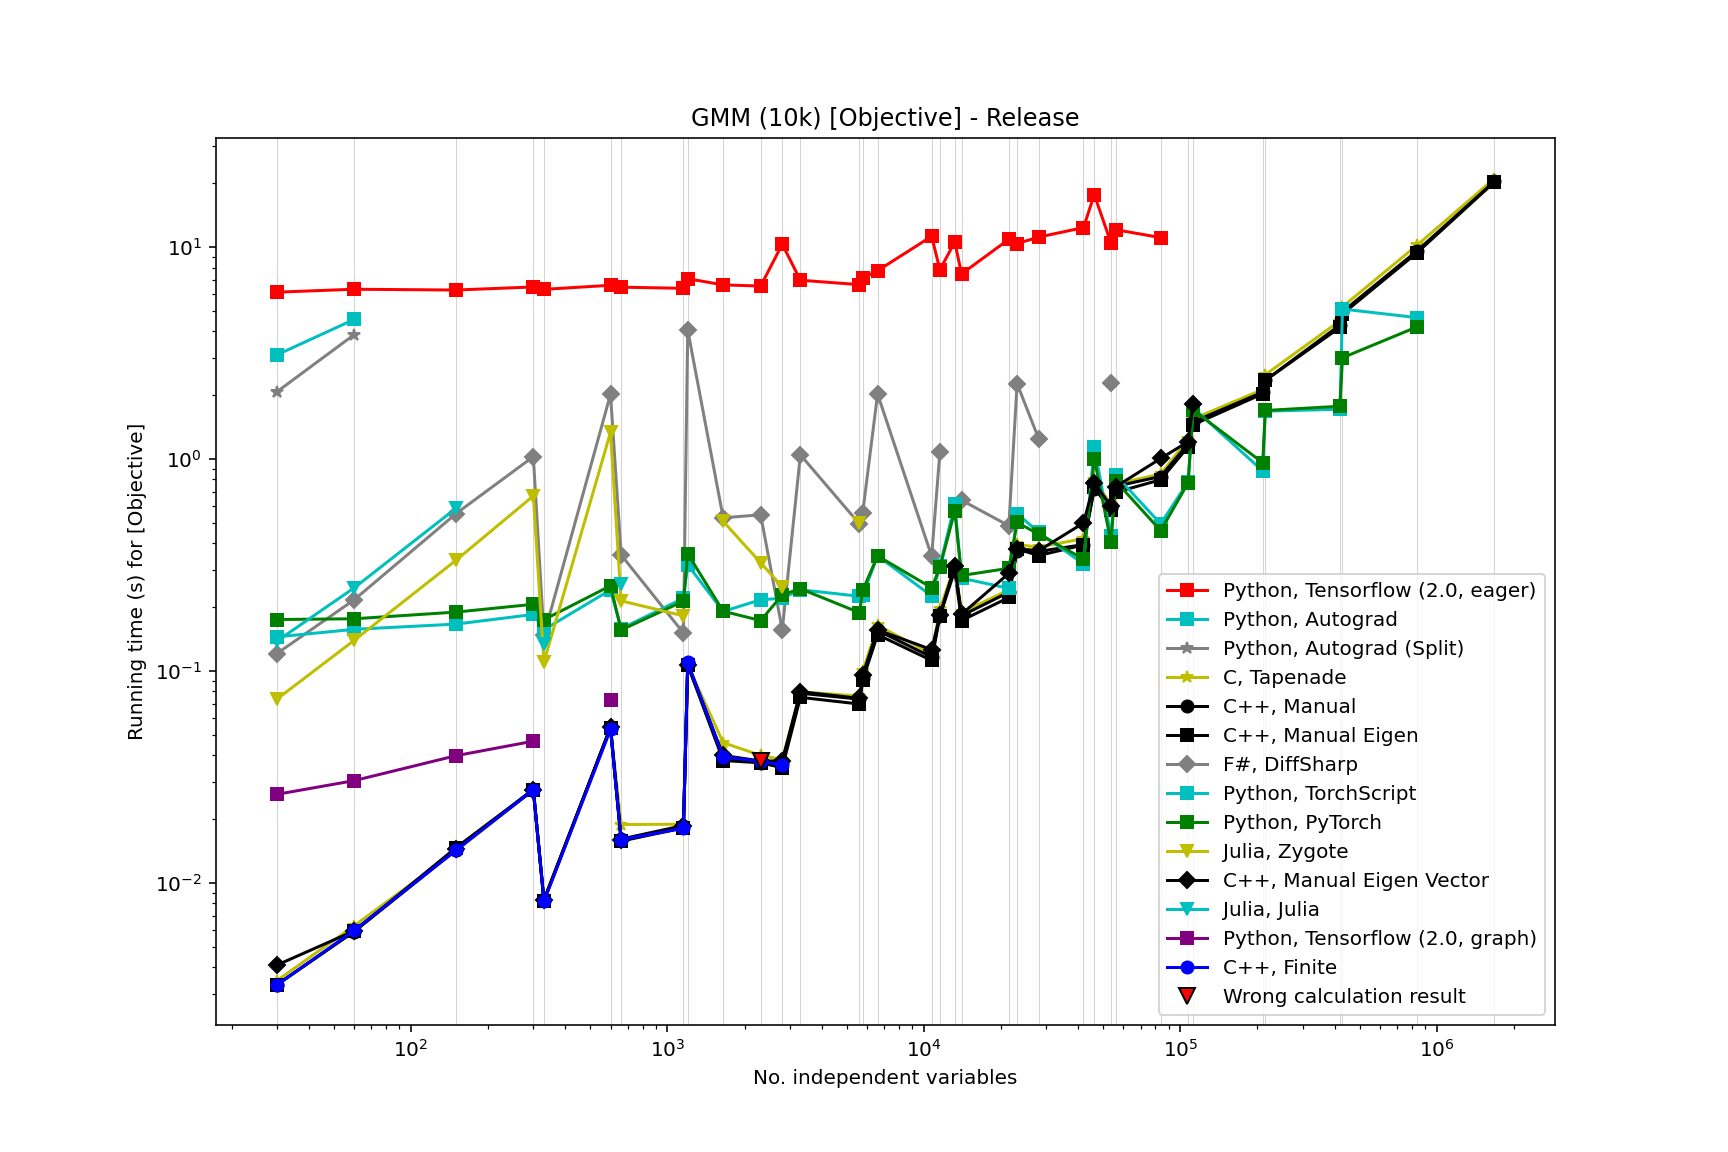 GMM (10k) [Objective] - Release
Running time (s) for [Objective]
10¹
10⁰
10⁻¹
10⁻²
10²
10³
10⁴
10⁵
10⁶
No. independent variables
Python, Tensorflow (2.0, eager)
Python, Autograd
Python, Autograd (Split)
C, Tapenade
C++, Manual
C++, Manual Eigen
F#, DiffSharp
Python, TorchScript
Python, PyTorch
Julia, Zygote
C++, Manual Eigen Vector
Julia, Julia
Python, Tensorflow (2.0, graph)
C++, Finite
Wrong calculation result